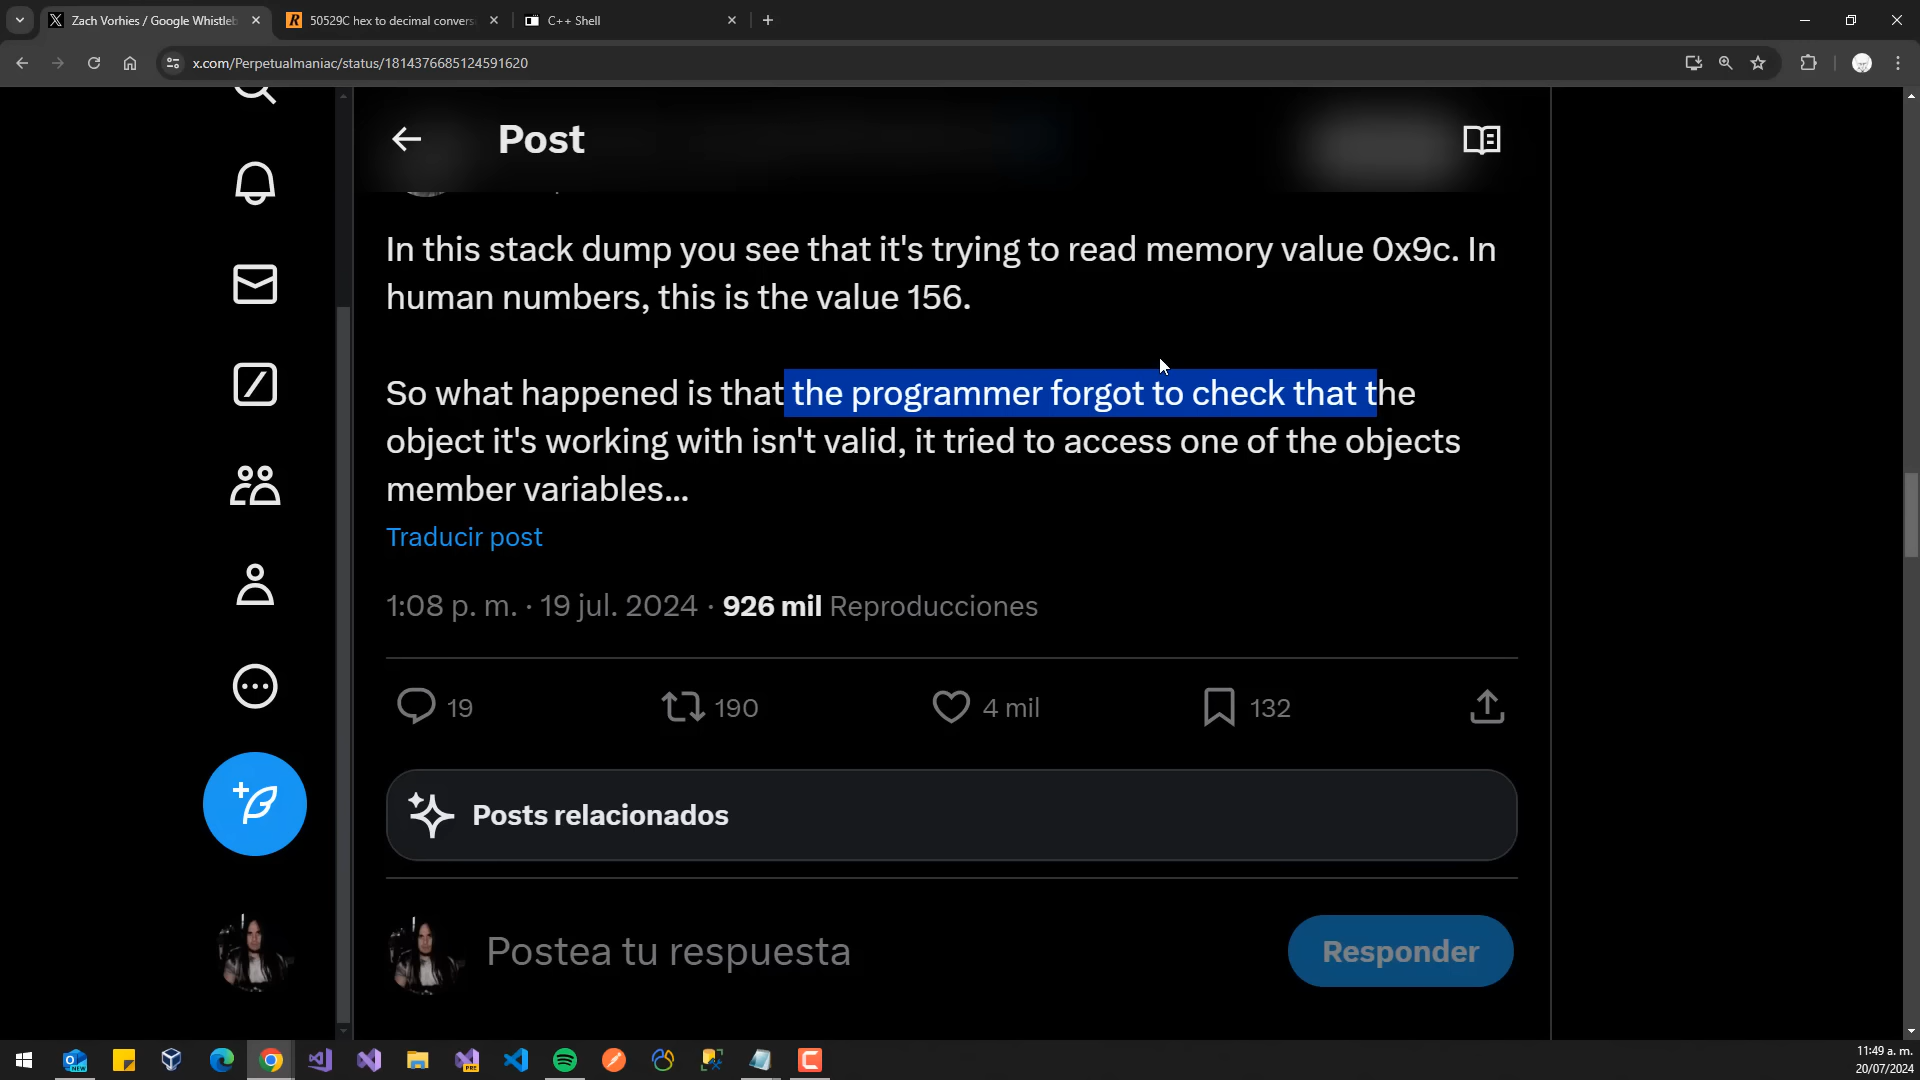 Zach Vorhies / Google Whistleb
50529C hex to decimal convers
C++ Shell
x.com/Perpetualmaniac/status/1814376685124591620
Post
In this stack dump you see that it's trying to read memory value 0x9c. In
human numbers, this is the value 156.
So what happened is that the programmer forgot to check that the
object it's working with isn't valid, it tried to access one of the objects
member variables...
Traducir post
1:08 p. m. · 19 jul. 2024 · 926 mil Reproducciones
19 190 4 mil 132
Posts relacionados
Postea tu respuesta
Responder
NEW
PRE
11:49 a. m.
20/07/2024